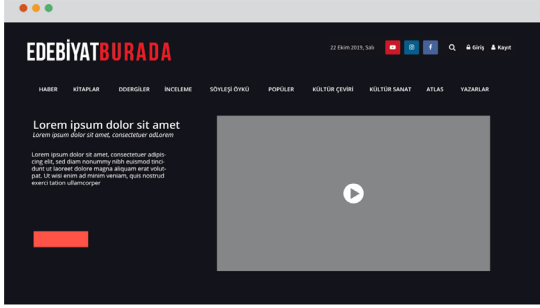 EDEBİYATBURADA
22 Ekim 2019, Salı
f
Giriş
Kayıt
HABER KİTAPLAR DDERGİLER İNCELEME SÖYLEŞİ ÖYKÜ POPÜLER KÜLTÜR ÇEVİRİ KÜLTÜR SANAT ATLAS YAZARLAR
Lorem ipsum dolor sit amet
Lorem ipsum dolor sit amet, consectetuer adLorem
Lorem ipsum dolor sit amet, consectetuer adipis-
cing elit, sed diam nonummy nibh euismod tinci-
dunt ut laoreet dolore magna aliquam erat volut-
pat. Ut wisi enim ad minim veniam, quis nostrud
exerci tation ullamcorper